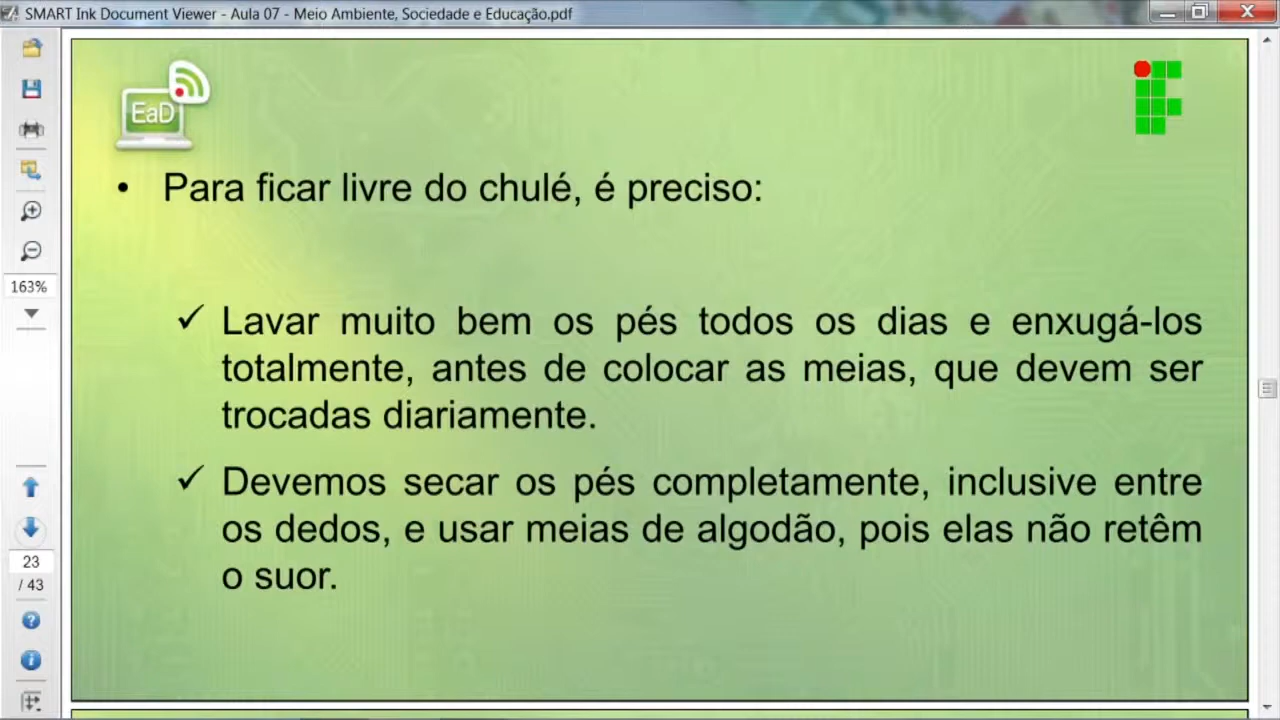 SMART Ink Document Viewer - Aula 07 - Meio Ambiente, Sociedade e Educação.pdf
EaD
• Para ficar livre do chulé, é preciso:
163%
✓ Lavar muito bem os pés todos os dias e enxugá-los
totalmente, antes de colocar as meias, que devem ser
trocadas diariamente.
✓ Devemos secar os pés completamente, inclusive entre
os dedos, e usar meias de algodão, pois elas não retêm
o suor.
23
/ 43